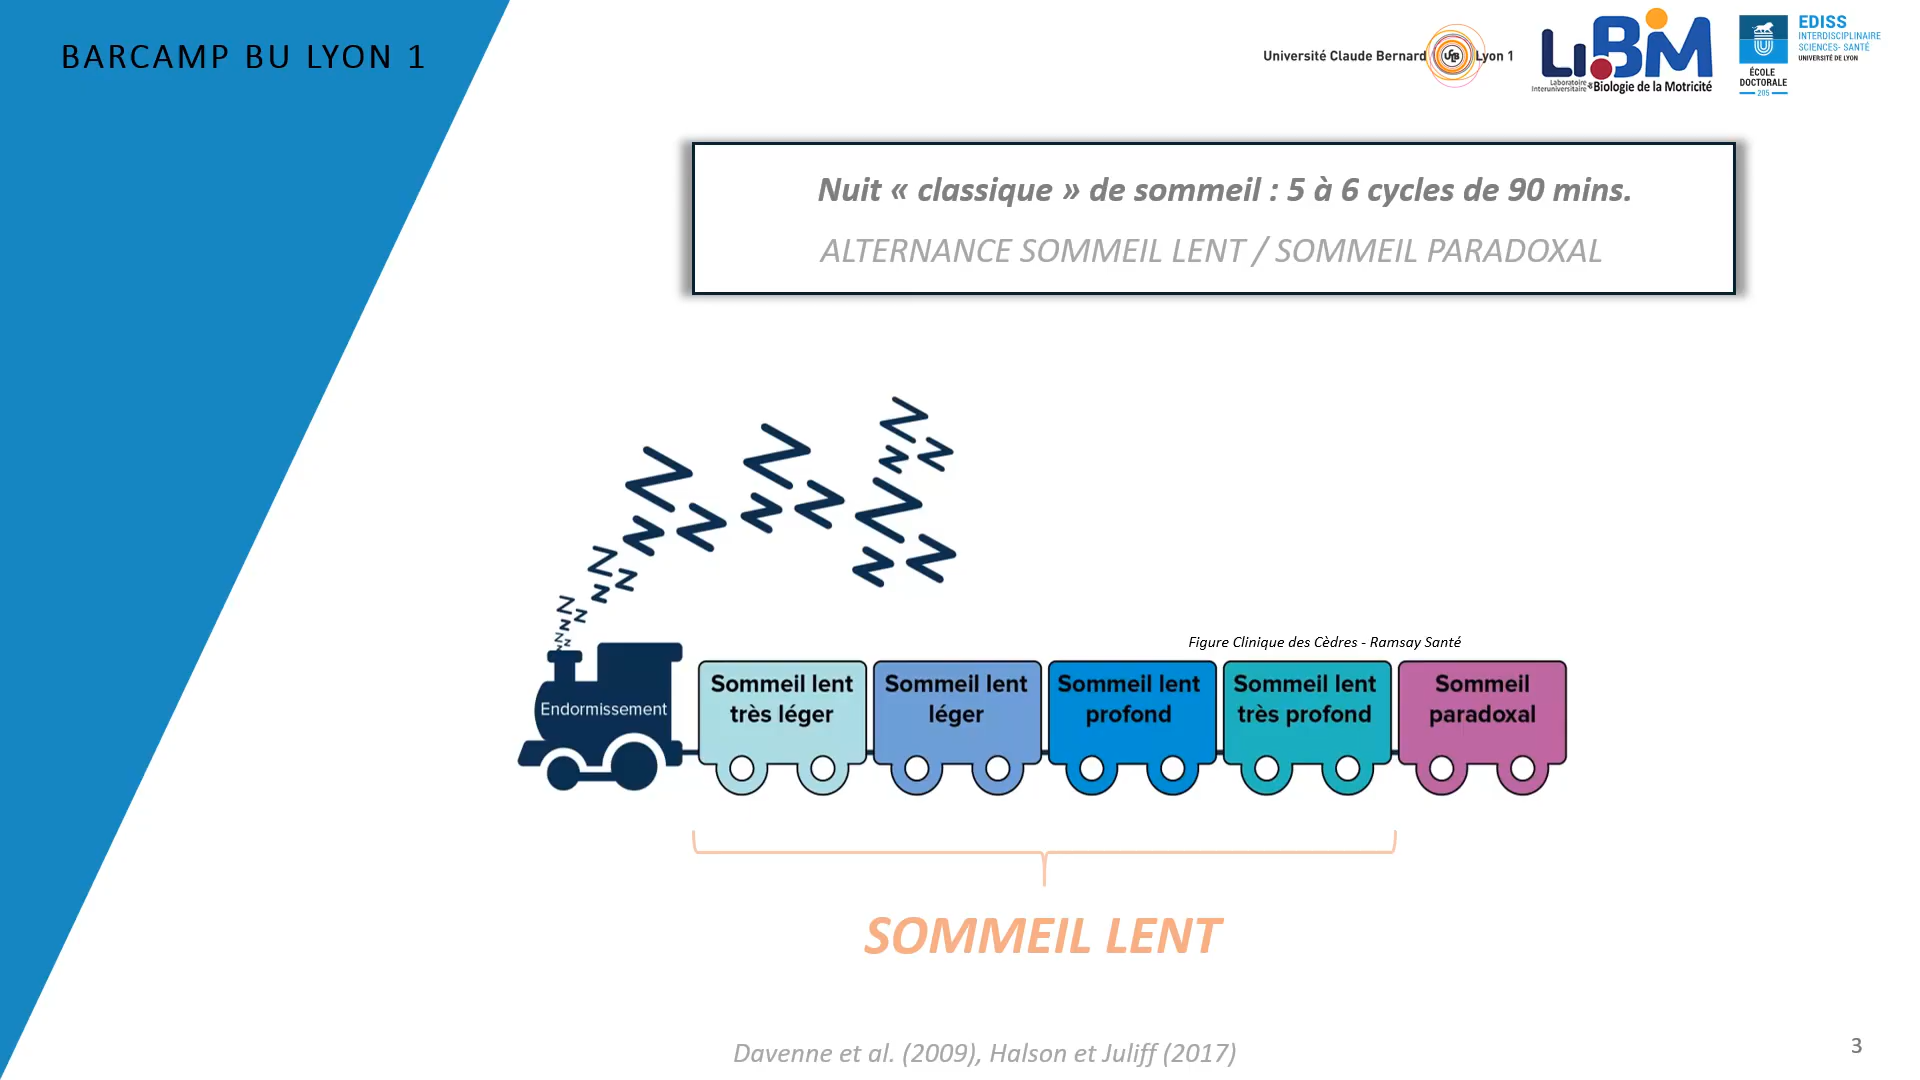 BARCAMP BU LYON 1
Université Claude Bernard UCB Lyon 1
LIBM
Laboratoire
Interuniversitaire de Biologie de la Motricité
ÉCOLE
DOCTORALE
205
EDISS
INTERDISCIPLINAIRE
SCIENCES- SANTÉ
UNIVERSITÉ DE LYON
Nuit « classique » de sommeil : 5 à 6 cycles de 90 mins.
ALTERNANCE SOMMEIL LENT / SOMMEIL PARADOXAL
Figure Clinique des Cèdres - Ramsay Santé
Endormissement
Sommeil lent
très léger
Sommeil lent
léger
Sommeil lent
profond
Sommeil lent
très profond
Sommeil
paradoxal
SOMMEIL LENT
Davenne et al. (2009), Halson et Juliff (2017)
3